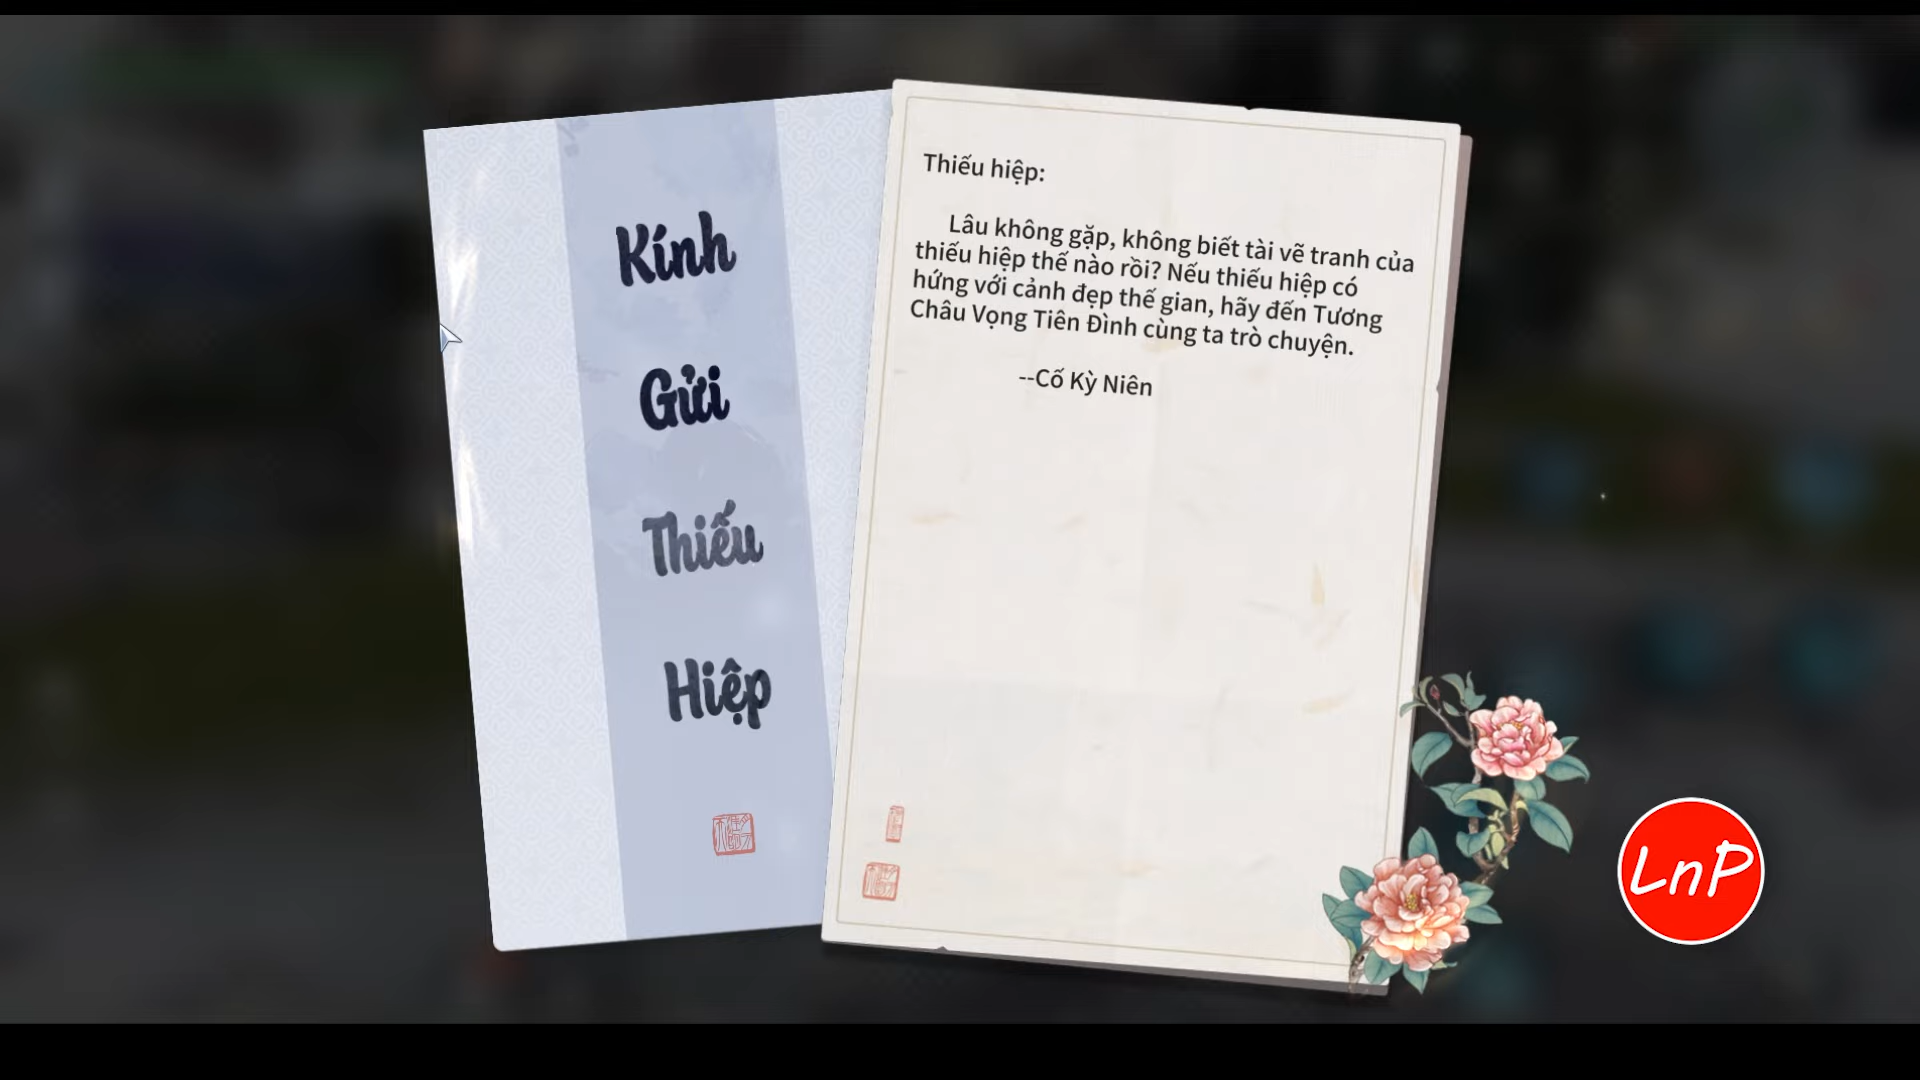 Kính
Gửi
Thiếu
Hiệp
Thiếu hiệp:
Lâu không gặp, không biết tài vẽ tranh của
thiếu hiệp thế nào rồi? Nếu thiếu hiệp có
hứng với cảnh đẹp thế gian, hãy đến Tương
Châu Vọng Tiên Đình cùng ta trò chuyện.
--Cố Kỳ Niên
LnP